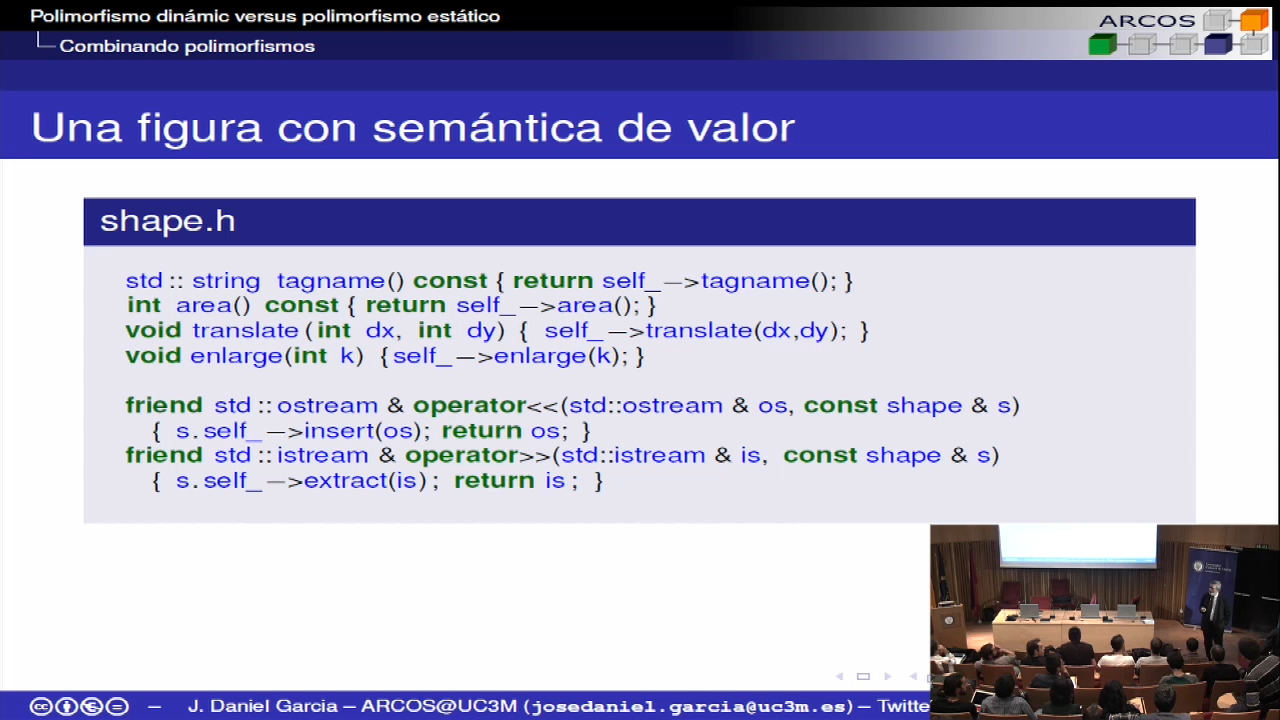 Polimorfismo dinámic versus polimorfismo estático
Combinando polimorfismos
ARCOS
Una figura con semántica de valor
shape.h
std :: string tagname() const { return self_−>tagname(); }
int area() const { return self_−>area(); }
void translate (int dx, int dy) { self_−>translate(dx,dy); }
void enlarge(int k) {self_−>enlarge(k); }
friend std :: ostream & operator<<(std::ostream & os, const shape & s)
{ s. self_−>insert(os); return os; }
friend std :: istream & operator>>(std::istream & is, const shape & s)
{ s. self_−>extract(is) ; return is ; }
cc – J. Daniel Garcia – ARCOS@UC3M (josedaniel.garcia@uc3m.es) – Twitte